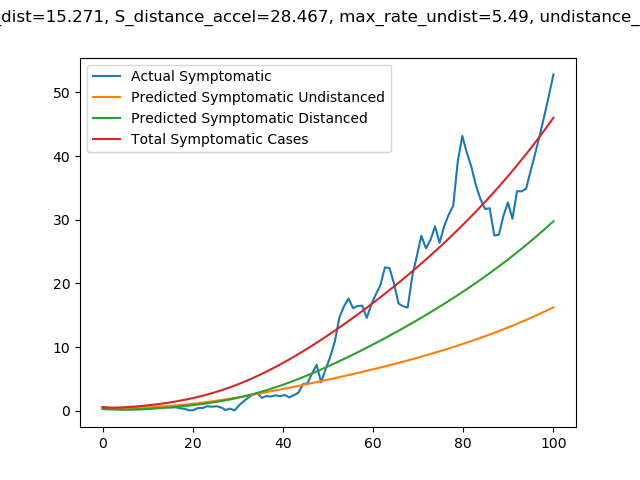 _dist=15.271, S_distance_accel=28.467, max_rate_undist=5.49, undistance_
Actual Symptomatic
Predicted Symptomatic Undistanced
Predicted Symptomatic Distanced
Total Symptomatic Cases
50
40
30
20
10
0
0 20 40 60 80 100